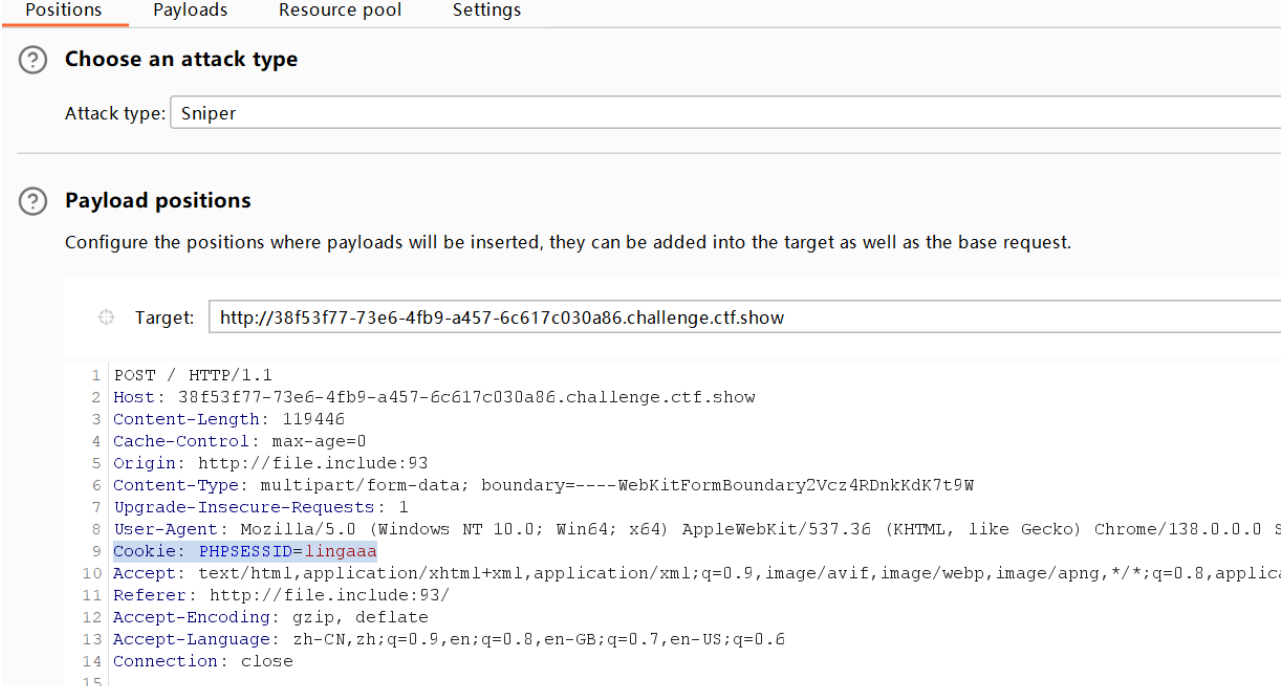 Positions Payloads Resource pool Settings
? Choose an attack type
Attack type: Sniper
? Payload positions
Configure the positions where payloads will be inserted, they can be added into the target as well as the base request.
Target: http://38f53f77-73e6-4fb9-a457-6c617c030a86.challenge.ctf.show
1 POST / HTTP/1.1
2 Host: 38f53f77-73e6-4fb9-a457-6c617c030a86.challenge.ctf.show
3 Content-Length: 119446
4 Cache-Control: max-age=0
5 Origin: http://file.include:93
6 Content-Type: multipart/form-data; boundary=----WebKitFormBoundary2Vcz4RDnkKdK7t9W
7 Upgrade-Insecure-Requests: 1
8 User-Agent: Mozilla/5.0 (Windows NT 10.0; Win64; x64) AppleWebKit/537.36 (KHTML, like Gecko) Chrome/138.0.0.0 S
9 Cookie: PHPSESSID=lingaaa
10 Accept: text/html,application/xhtml+xml,application/xml;q=0.9,image/avif,image/webp,image/apng,*/*;q=0.8,applica
11 Referer: http://file.include:93/
12 Accept-Encoding: gzip, deflate
13 Accept-Language: zh-CN,zh;q=0.9,en;q=0.8,en-GB;q=0.7,en-US;q=0.6
14 Connection: close
15